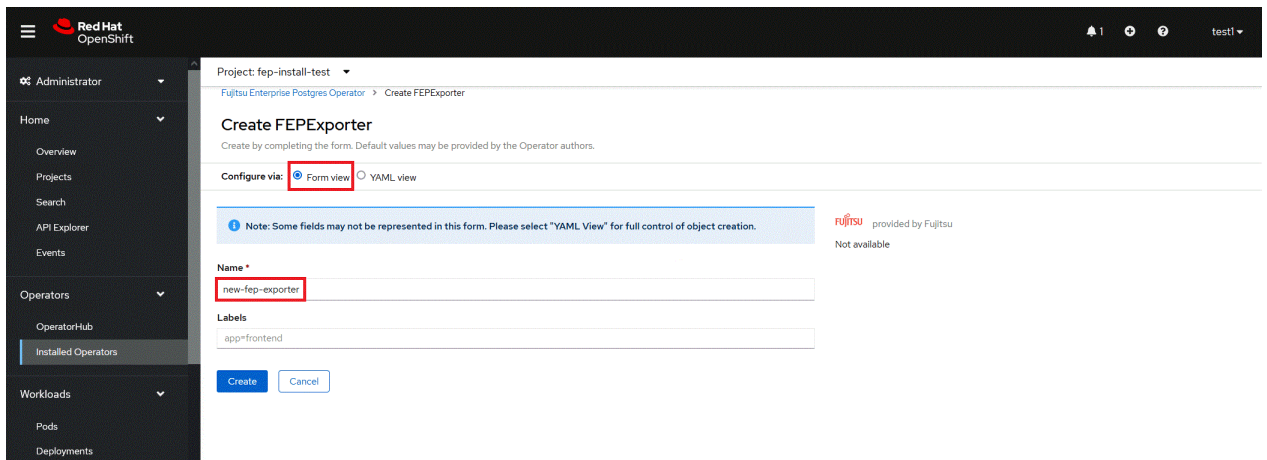 Red Hat
OpenShift
1
test1
Administrator
Project: fep-install-test
Fujitsu Enterprise Postgres Operator > Create FEPExporter
Home
Create FEPExporter
Create by completing the form. Default values may be provided by the Operator authors.
Overview
Projects
Configure via: Form view YAML view
Search
API Explorer
Note: Some fields may not be represented in this form. Please select "YAML View" for full control of object creation.
FUJITSU provided by Fujitsu
Not available
Events
Name *
new-fep-exporter
Operators
Labels
OperatorHub
app=frontend
Installed Operators
Create Cancel
Workloads
Pods
Deployments